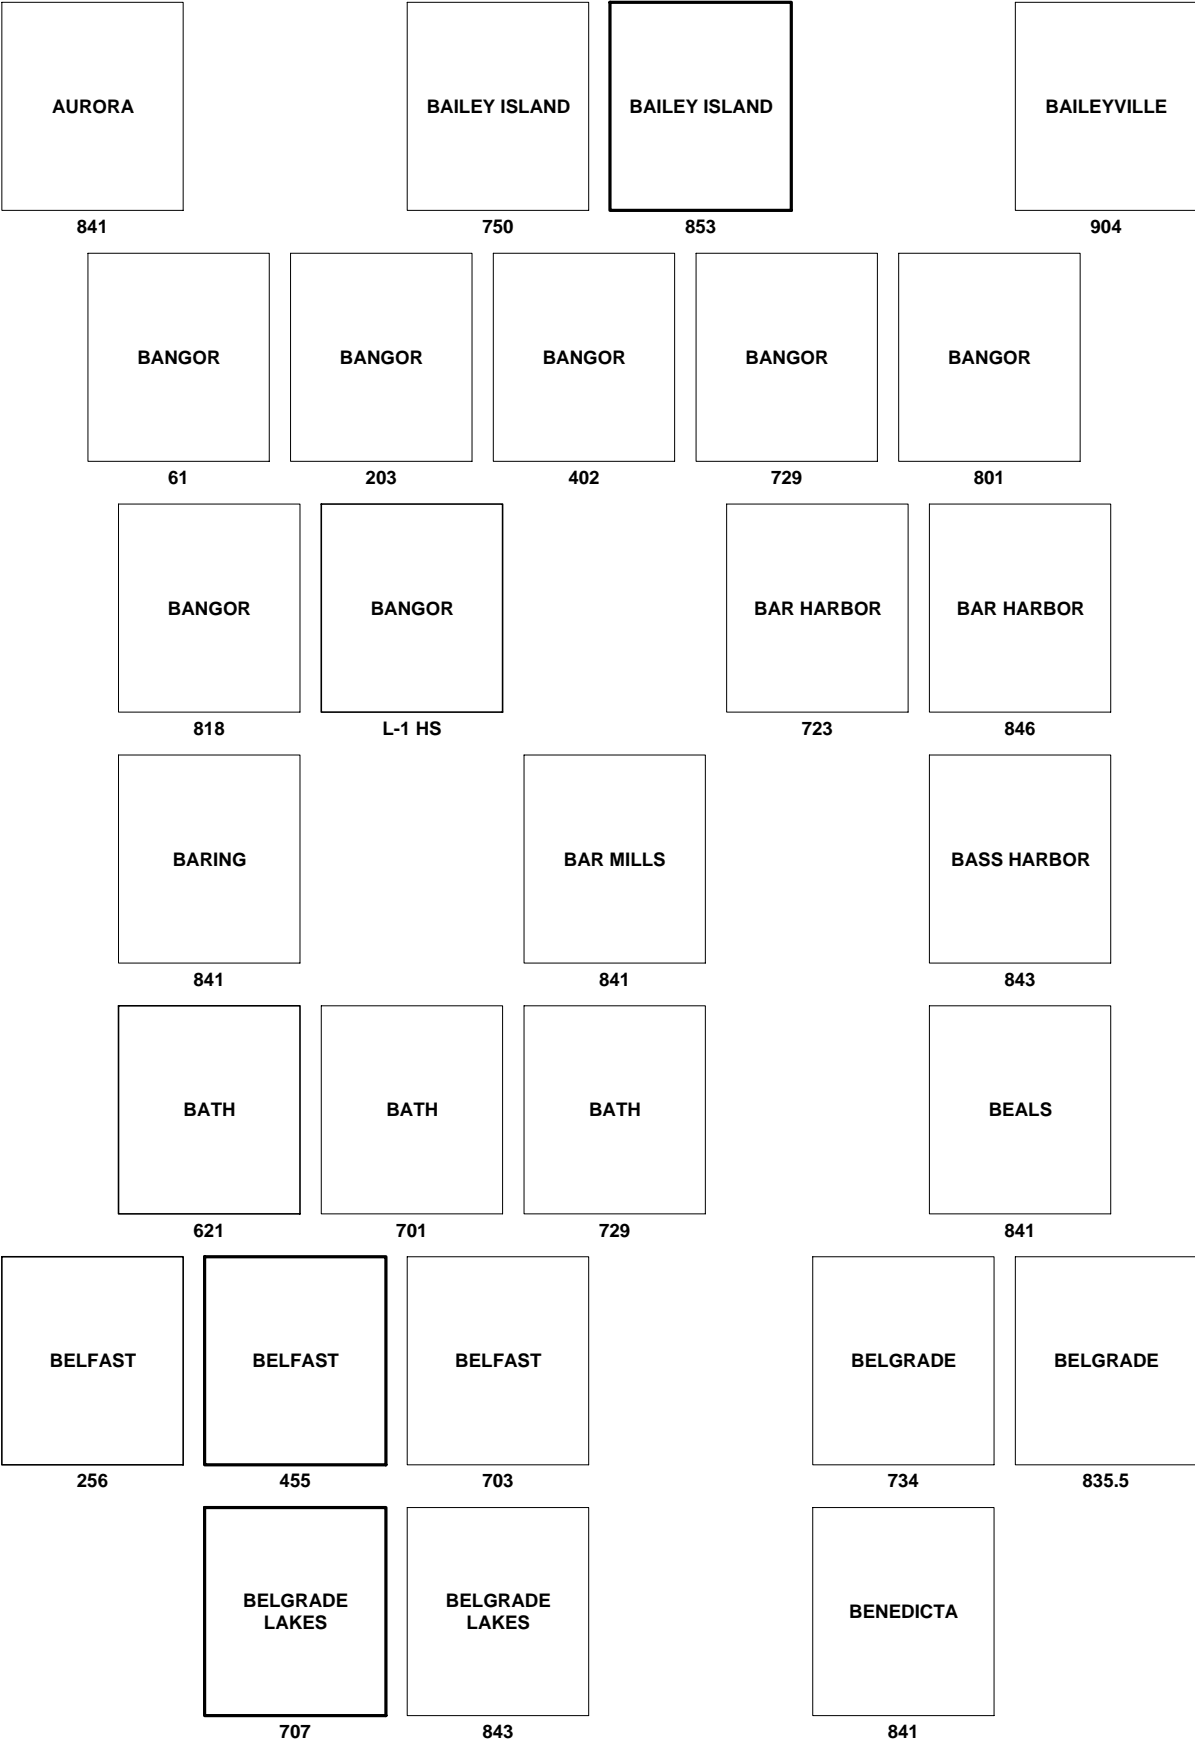 AURORA
BAILEY ISLAND
BAILEY ISLAND
BAILEYVILLE
841
750
853
904
BANGOR
BANGOR
BANGOR
BANGOR
BANGOR
61
203
402
729
801
BANGOR
BANGOR
BAR HARBOR
BAR HARBOR
818
L-1 HS
723
846
BARING
BAR MILLS
BASS HARBOR
841
841
843
BATH
BATH
BATH
BEALS
621
701
729
841
BELFAST
BELFAST
BELFAST
BELGRADE
BELGRADE
256
455
703
734
835.5
BELGRADE
LAKES
BELGRADE
LAKES
BENEDICTA
707
843
841